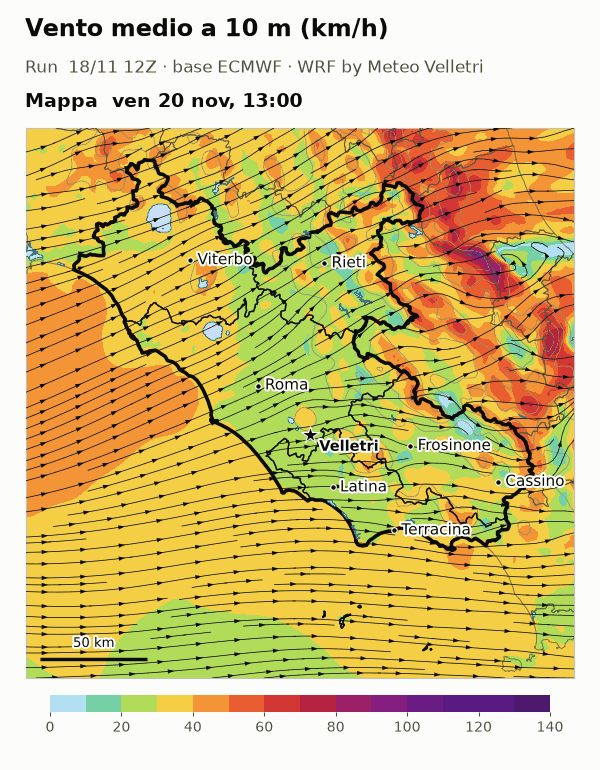 Vento medio a 10 m (km/h)
Run  18/11 12Z · base ECMWF · WRF by Meteo Velletri
Mappa  ven 20 nov, 13:00
Viterbo
Rieti
Roma
Velletri
Frosinone
Cassino
Latina
Terracina
50 km
0 20 40 60 80 100 120 140